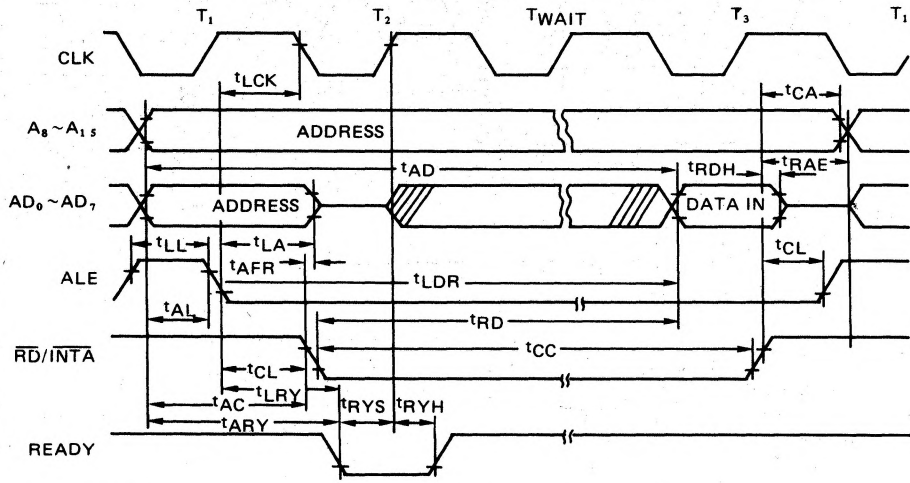 T₁ T₂ TWAIT T₃ T₁
CLK
tLCK
tCA
A₈~A₁₅
ADDRESS
tAD
tRDH
tRAE
AD₀~AD₇
ADDRESS
DATA IN
tLL
tLA
tCL
tAFR
ALE
tLDR
tAL
tRD
RD/INTA
tCC
tCL
tLRY
tAC
tRYS tRYH
tARY
READY